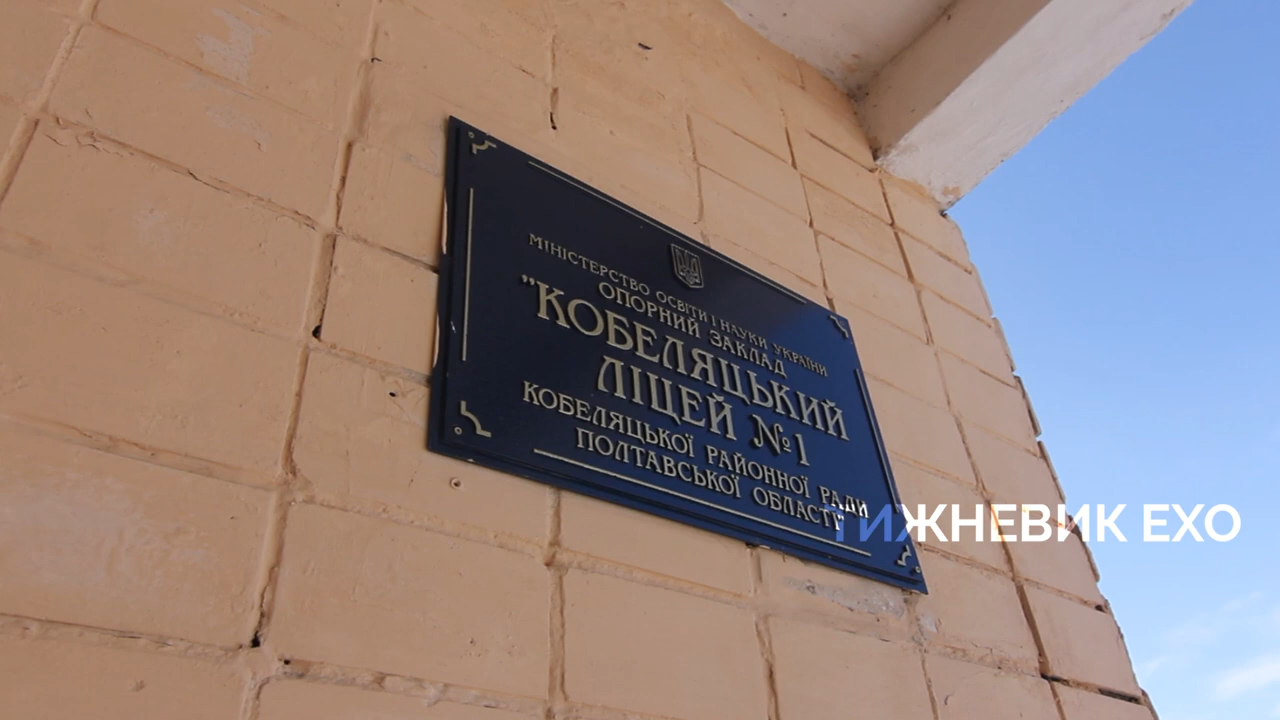 МІНІСТЕРСТВО ОСВІТИ І НАУКИ УКРАЇНИ
ОПОРНИЙ ЗАКЛАД
"КОБЕЛЯЦЬКИЙ
ЛІЦЕЙ №1
КОБЕЛЯЦЬКОЇ РАЙОННОЇ РАДИ
ПОЛТАВСЬКОЇ ОБЛАСТІ"
ТИЖНЕВИК ЕХО